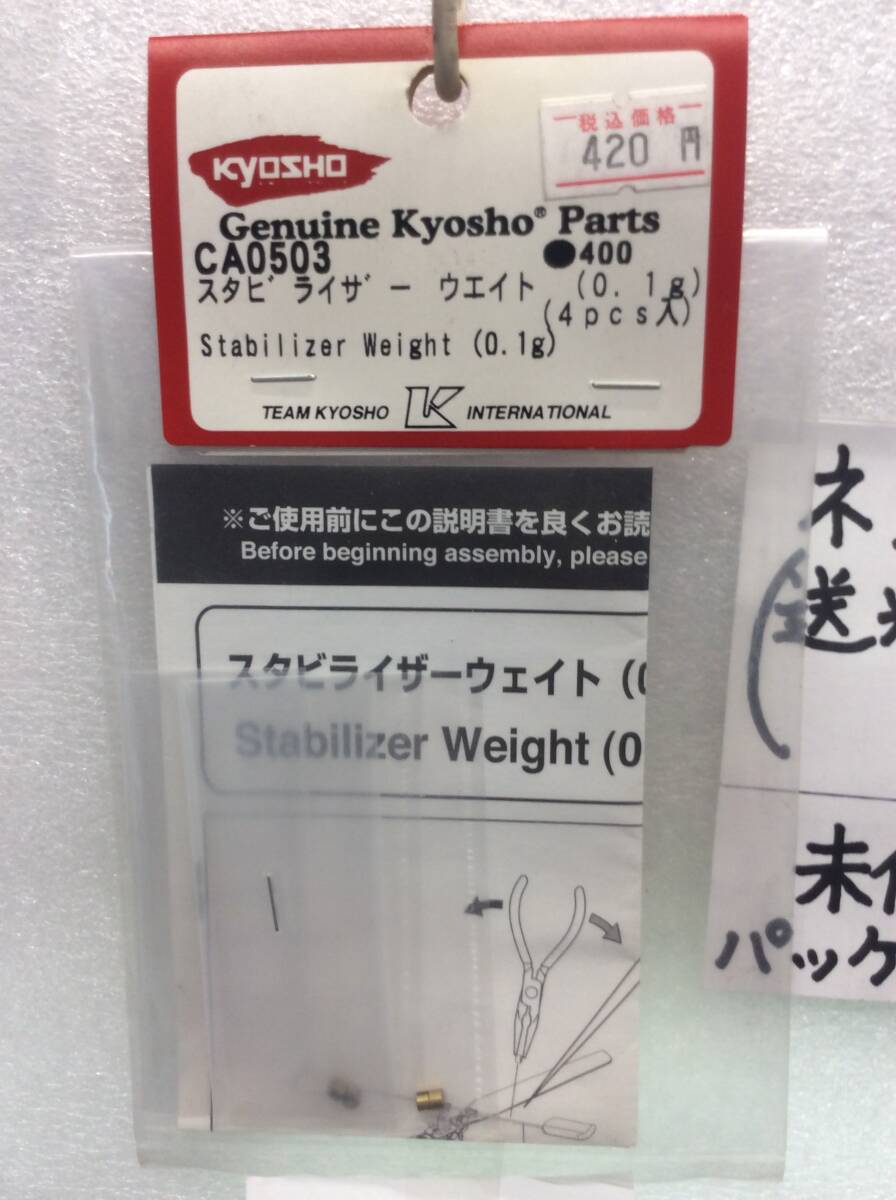 税込価格
420 円
KYOSHO
Genuine Kyosho® Parts
CA0503 ●400
スタビライザー ウエイト (0.1g)
(4pcs入)
Stabilizer Weight (0.1g)
TEAM KYOSHO K INTERNATIONAL
※ご使用前にこの説明書を良くお読
Before beginning assembly, please
スタビライザーウェイト (0
Stabilizer Weight (0
ネ
送
未
パッケ